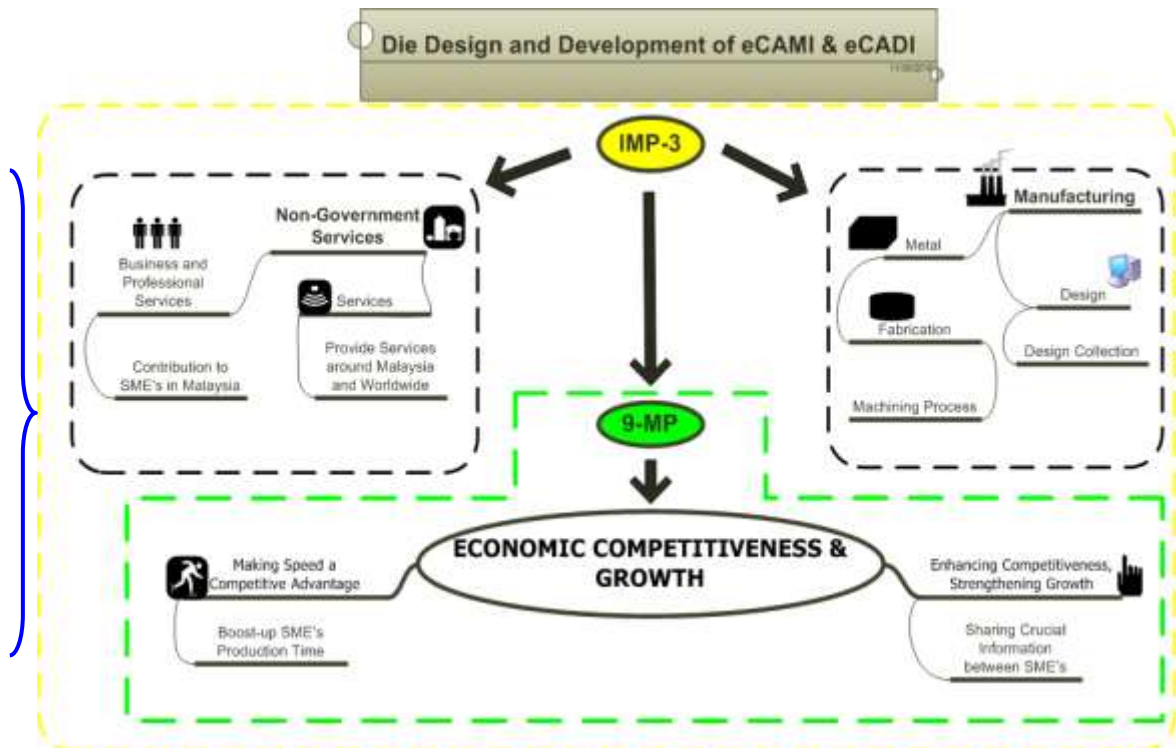 Die Design and Development of eCAMI & eCADI
IMP-3
Non-Government
Services
Business and
Professional
Services
Services
Contribution to
SME's in Malaysia
Provide Services
around Malaysia
and Worldwide
Manufacturing
Metal
Design
Fabrication
Design Collection
Machining Process
9-MP
ECONOMIC COMPETITIVENESS &
GROWTH
Making Speed a
Competitive Advantage
Boost-up SME's
Production Time
Enhancing Competitiveness,
Strengthening Growth
Sharing Crucial
Information
between SME's